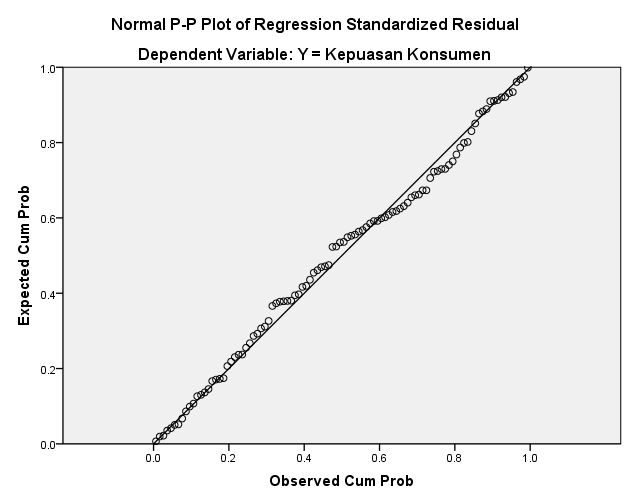 Normal P-P Plot of Regression Standardized Residual
Dependent Variable: Y = Kepuasan Konsumen
1.0
0.8
0.6
0.4
0.2
0.0
Expected Cum Prob
0.0 0.2 0.4 0.6 0.8 1.0
Observed Cum Prob